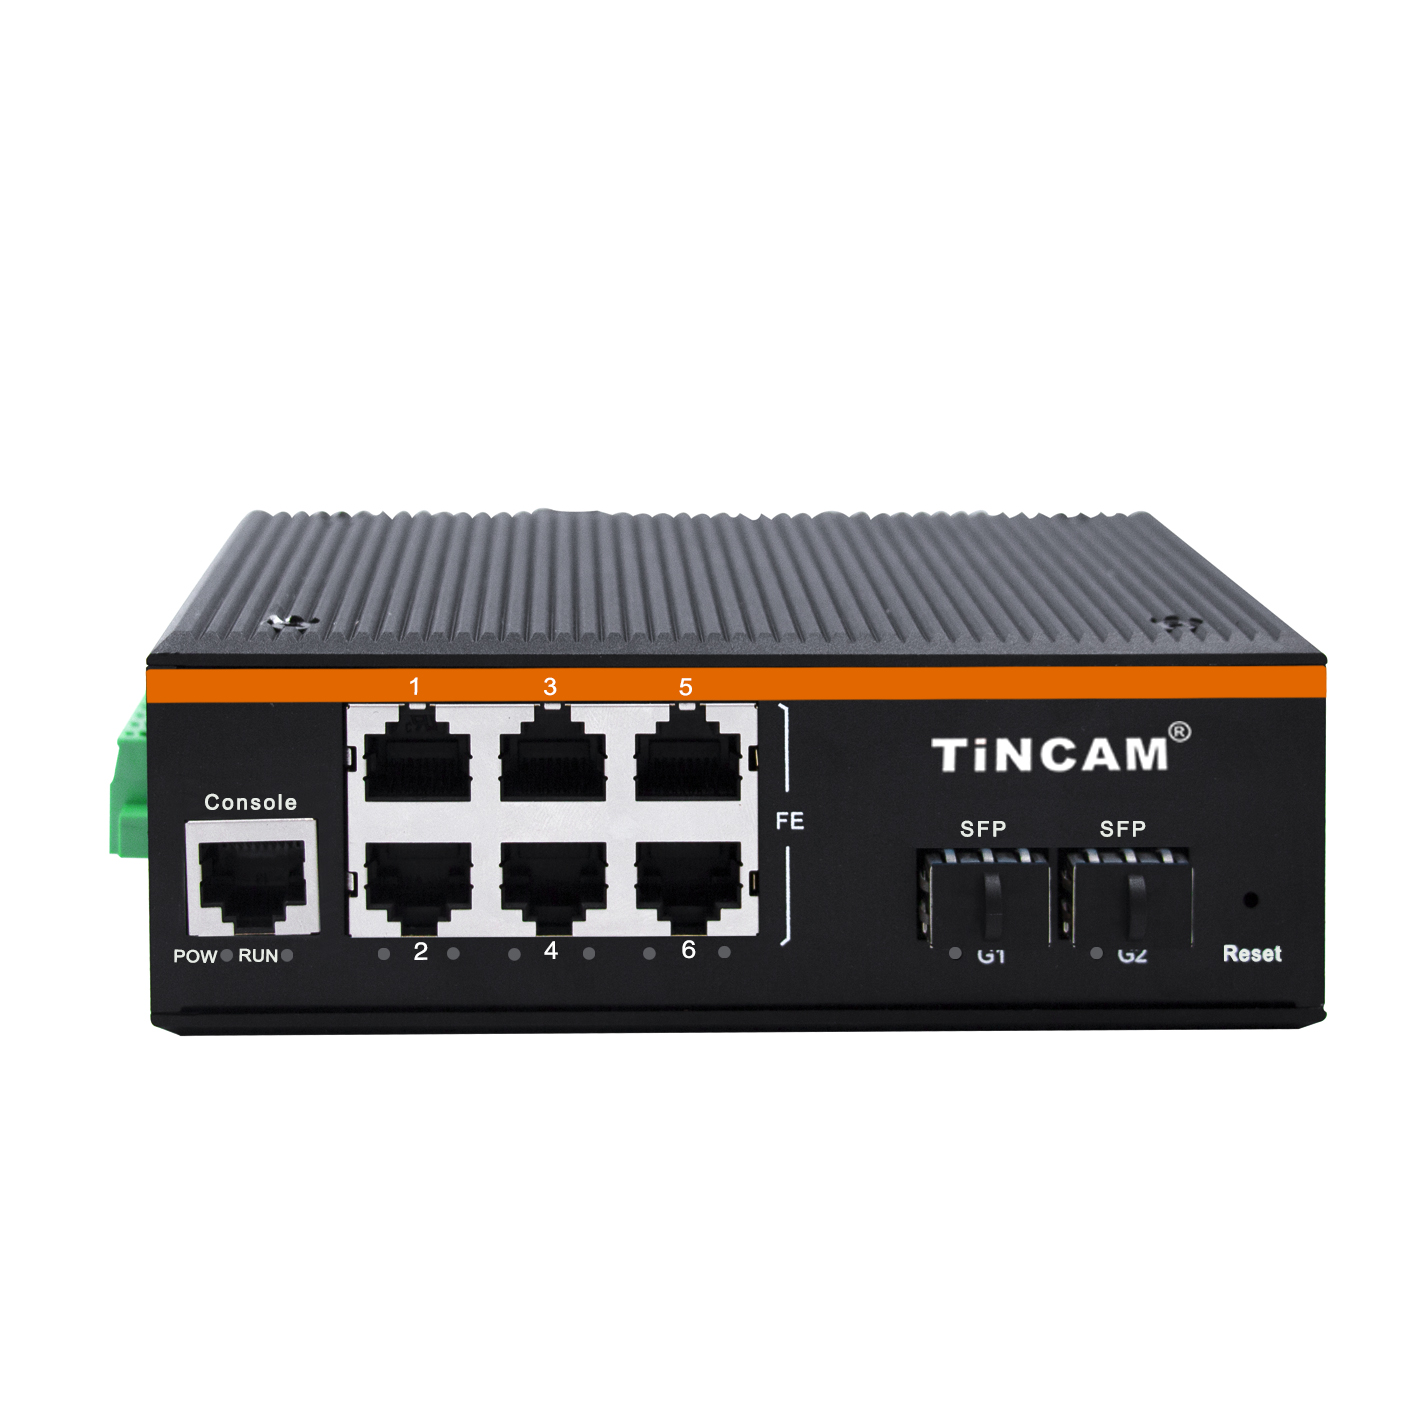 1 3 5
TiNCAM®
Console
FE
SFP SFP
2 4 6
POW RUN
G1 G2
Reset